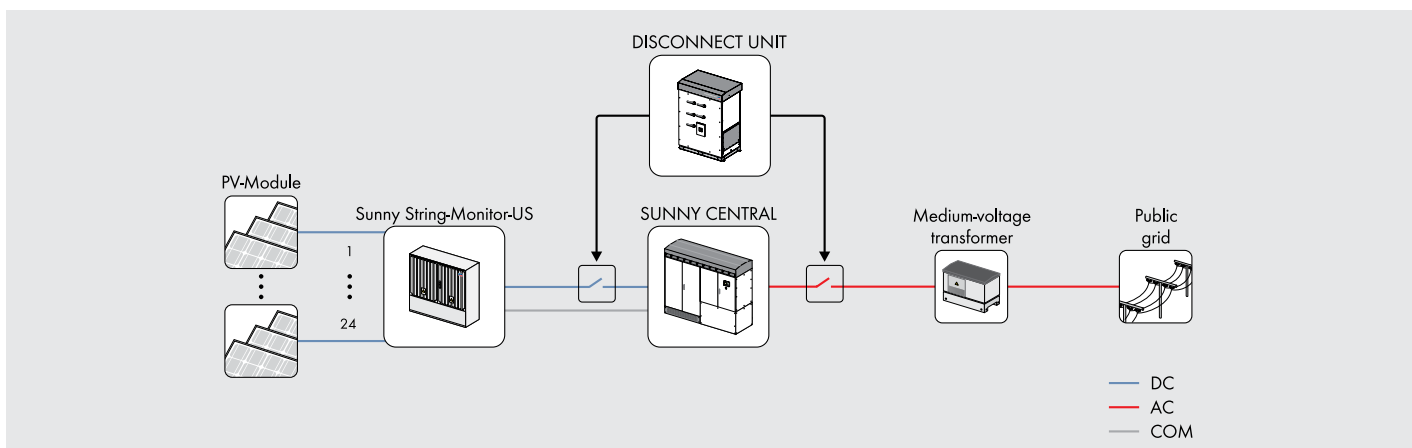 DISCONNECT UNIT
PV-Module
Sunny String-Monitor-US
SUNNY CENTRAL
Medium-voltage
transformer
Public
grid
1
24
DC
AC
COM